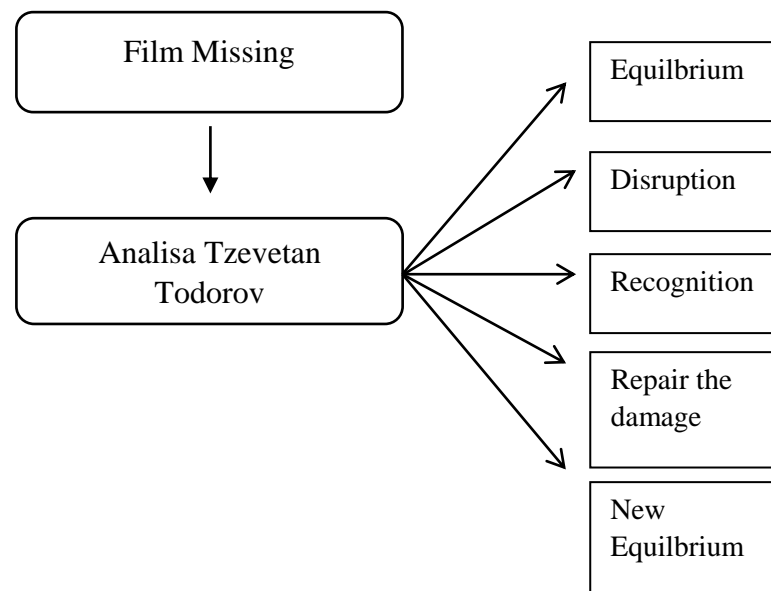 Film Missing
Analisa Tzevetan
Todorov
Equilbrium
Disruption
Recognition
Repair the
damage
New
Equilbrium